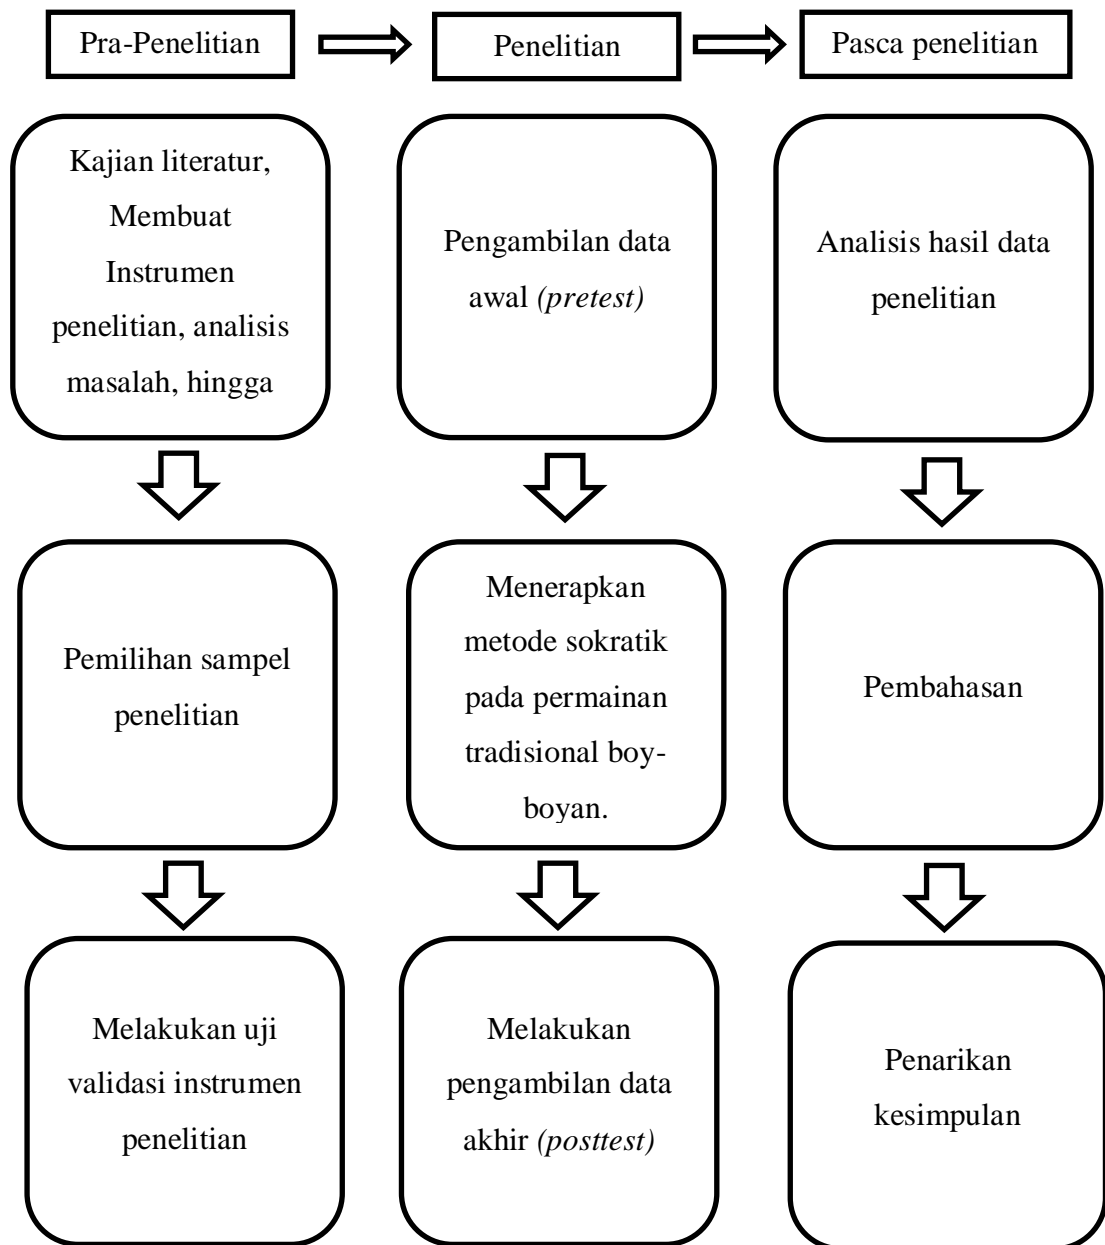 Pra-Penelitian
Penelitian
Pasca penelitian
Kajian literatur,
Membuat
Instrumen
penelitian, analisis
masalah, hingga
Pengambilan data
awal (pretest)
Analisis hasil data
penelitian
Pemilihan sampel
penelitian
Menerapkan
metode sokratik
pada permainan
tradisional boy-
boyan.
Pembahasan
Melakukan uji
validasi instrumen
penelitian
Melakukan
pengambilan data
akhir (posttest)
Penarikan
kesimpulan